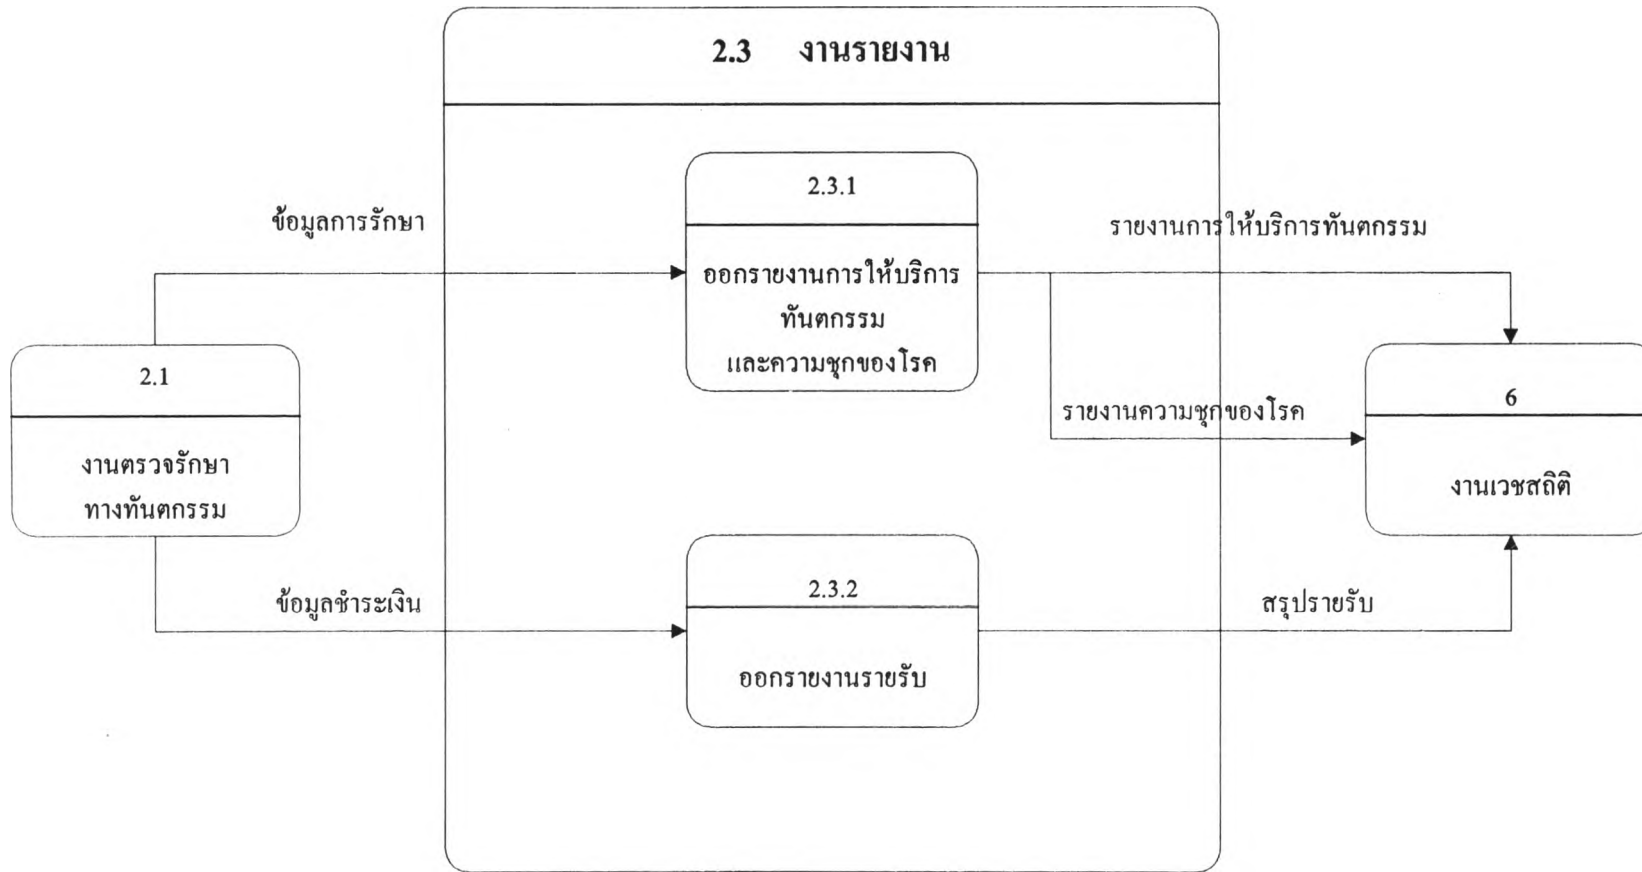 2.3 งานรายงาน
2.3.1
ข้อมูลการรักษา
รายงานการให้บริการทันตกรรม
ออกรายงานการให้บริการ
ทันตกรรม
และความชุกของโรค
2.1
งานตรวจรักษา
ทางทันตกรรม
รายงานความชุกของโรค
6
งานเวชสถิติ
ข้อมูลชำระเงิน
2.3.2
ออกรายงานรายรับ
สรุปรายรับ